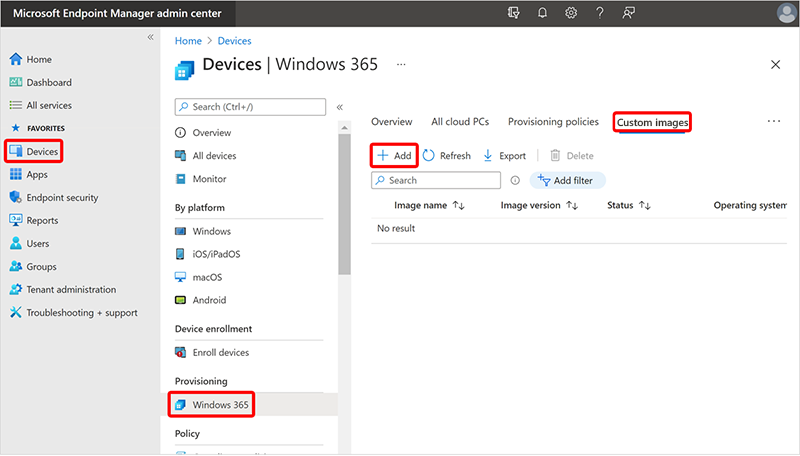 Microsoft Endpoint Manager admin center
Home
Dashboard
All services
FAVORITES
Devices
Apps
Endpoint security
Reports
Users
Groups
Tenant administration
Troubleshooting + support
Home > Devices
Devices | Windows 365 ...
Search (Ctrl+/)
Overview
All devices
Monitor
By platform
Windows
iOS/iPadOS
macOS
Android
Device enrollment
Enroll devices
Provisioning
Windows 365
Policy
Overview All cloud PCs Provisioning policies Custom images ...
Add Refresh Export Delete
Search Add filter
Image name Image version Status Operating system
No result